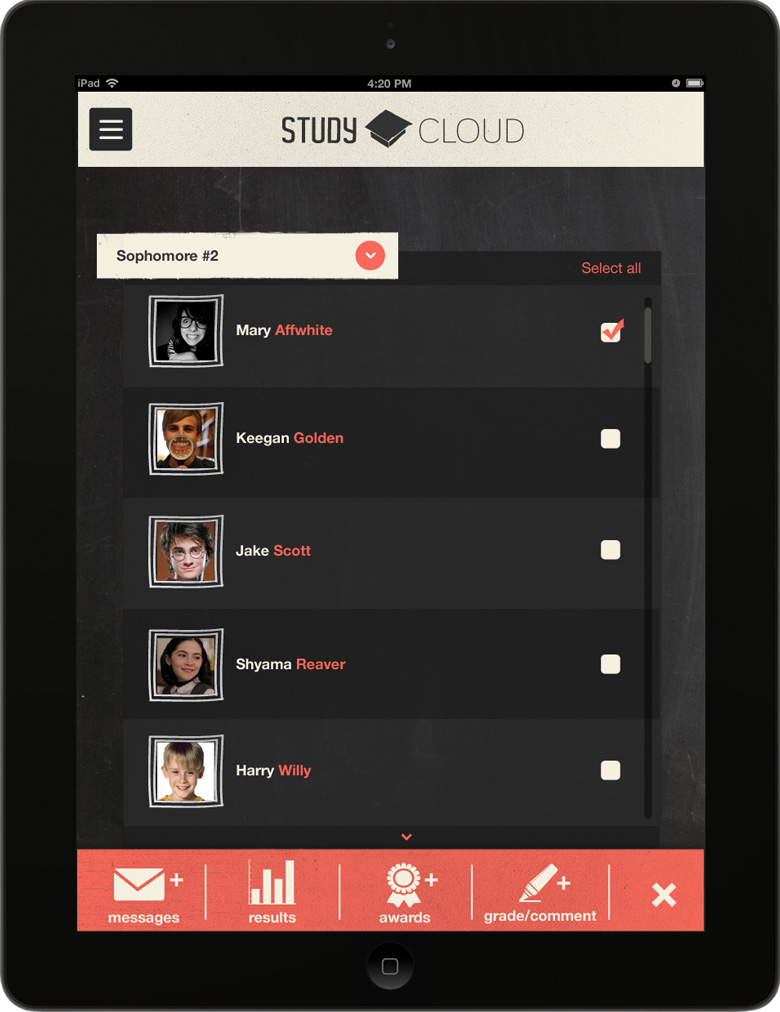 iPad 4:20 PM
STUDY CLOUD
Sophomore #2
Select all
Mary Affwhite
Keegan Golden
Jake Scott
Shyama Reaver
Harry Willy
messages results awards grade/comment